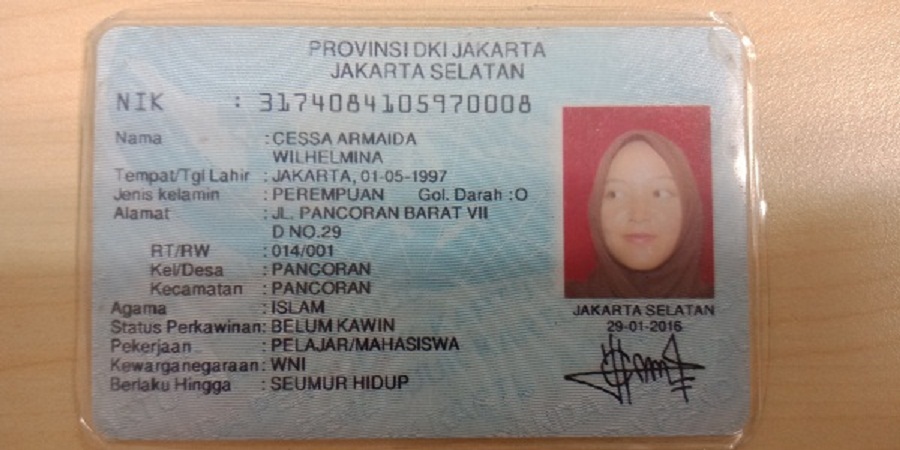 PROVINSI DKI JAKARTA
JAKARTA SELATAN
NIK : 3174084105970008
Nama : CESSA ARMAIDA
WILHELMINA
Tempat/Tgl Lahir : JAKARTA, 01-05-1997
Jenis kelamin : PEREMPUAN Gol. Darah :O
Alamat : JL. PANCORAN BARAT VII
D NO.29
RT/RW : 014/001
Kel/Desa : PANCORAN
Kecamatan : PANCORAN
Agama : ISLAM
Status Perkawinan: BELUM KAWIN
Pekerjaan : PELAJAR/MAHASISWA
Kewarganegaraan: WNI
Berlaku Hingga : SEUMUR HIDUP
JAKARTA SELATAN
29-01-2016